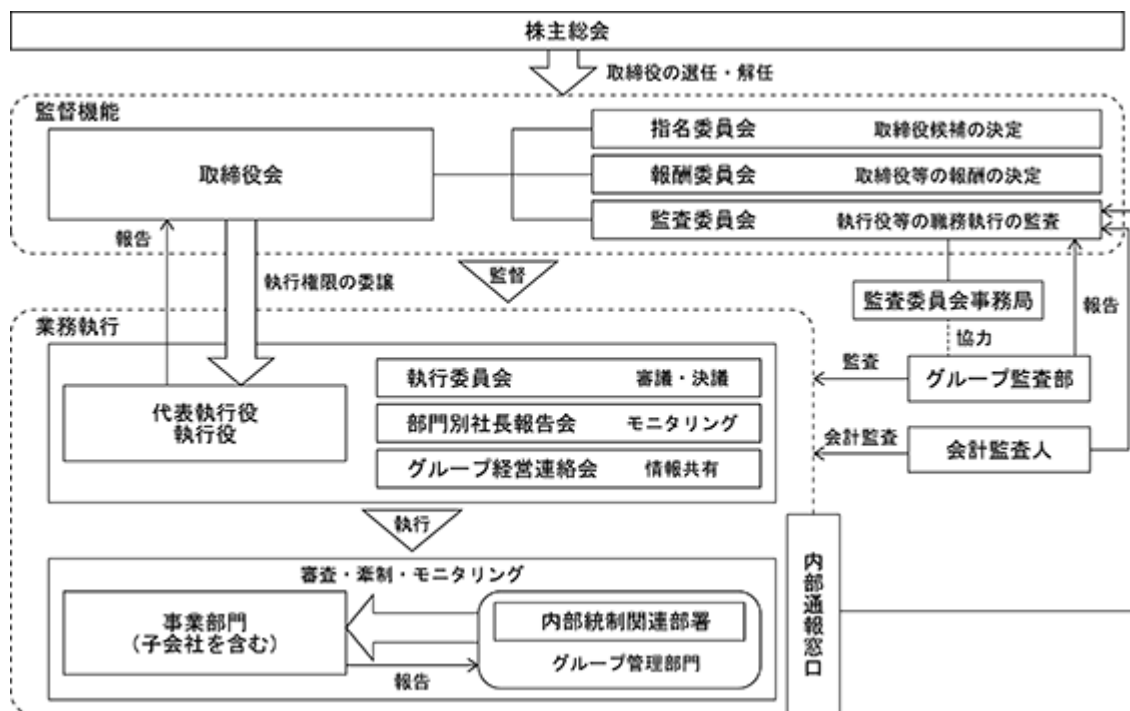 株主総会
取締役の選任・解任
監督機能
取締役会
指名委員会 取締役候補の決定
報酬委員会 取締役等の報酬の決定
監査委員会 執行役等の職務執行の監査
報告
執行権限の委譲
監督
監査委員会事務局
報告
協力
業務執行
代表執行役
執行役
執行委員会 審議・決議
部門別社長報告会 モニタリング
グループ経営連絡会 情報共有
監査
グループ監査部
会計監査
会計監査人
執行
審査・牽制・モニタリング
事業部門
(子会社を含む)
内部統制関連部署
グループ管理部門
報告
内部通報窓口